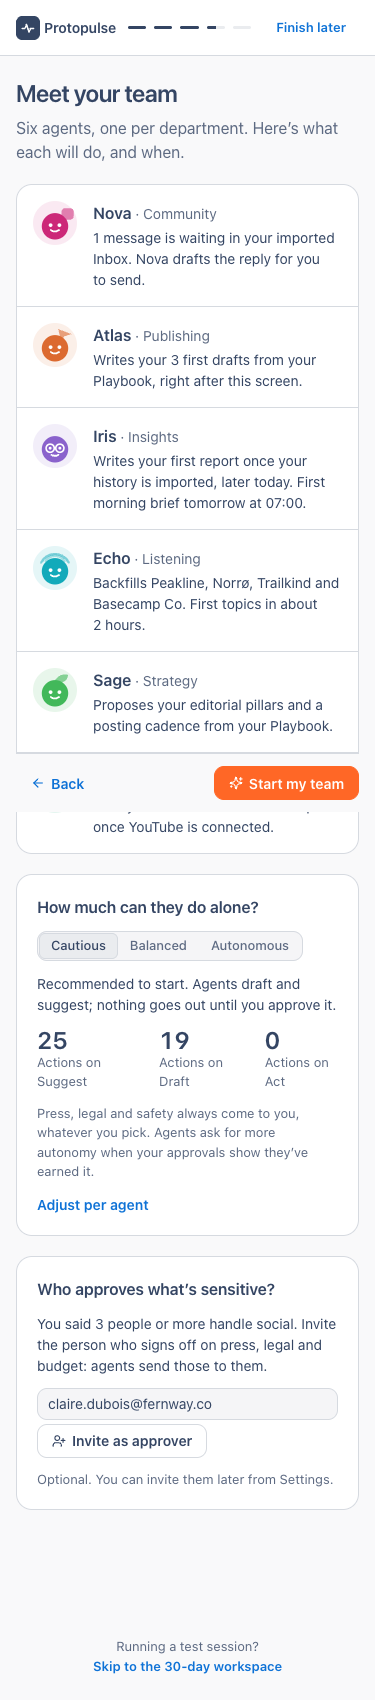 Protopulse
Finish later
Meet your team
Six agents, one per department. Here’s what
each will do, and when.
Nova · Community
1 message is waiting in your imported
Inbox. Nova drafts the reply for you
to send.
Atlas · Publishing
Writes your 3 first drafts from your
Playbook, right after this screen.
Iris · Insights
Writes your first report once your
history is imported, later today. First
morning brief tomorrow at 07:00.
Echo · Listening
Backfills Peakline, Norrø, Trailkind and
Basecamp Co. First topics in about
2 hours.
Sage · Strategy
Proposes your editorial pillars and a
posting cadence from your Playbook.
Back
Start my team
once YouTube is connected.
How much can they do alone?
Cautious Balanced Autonomous
Recommended to start. Agents draft and
suggest; nothing goes out until you approve it.
25 19 0
Actions on Actions on Actions on
Suggest Draft Act
Press, legal and safety always come to you,
whatever you pick. Agents ask for more
autonomy when your approvals show they’ve
earned it.
Adjust per agent
Who approves what’s sensitive?
You said 3 people or more handle social. Invite
the person who signs off on press, legal and
budget: agents send those to them.
claire.dubois@fernway.co
Invite as approver
Optional. You can invite them later from Settings.
Running a test session?
Skip to the 30-day workspace